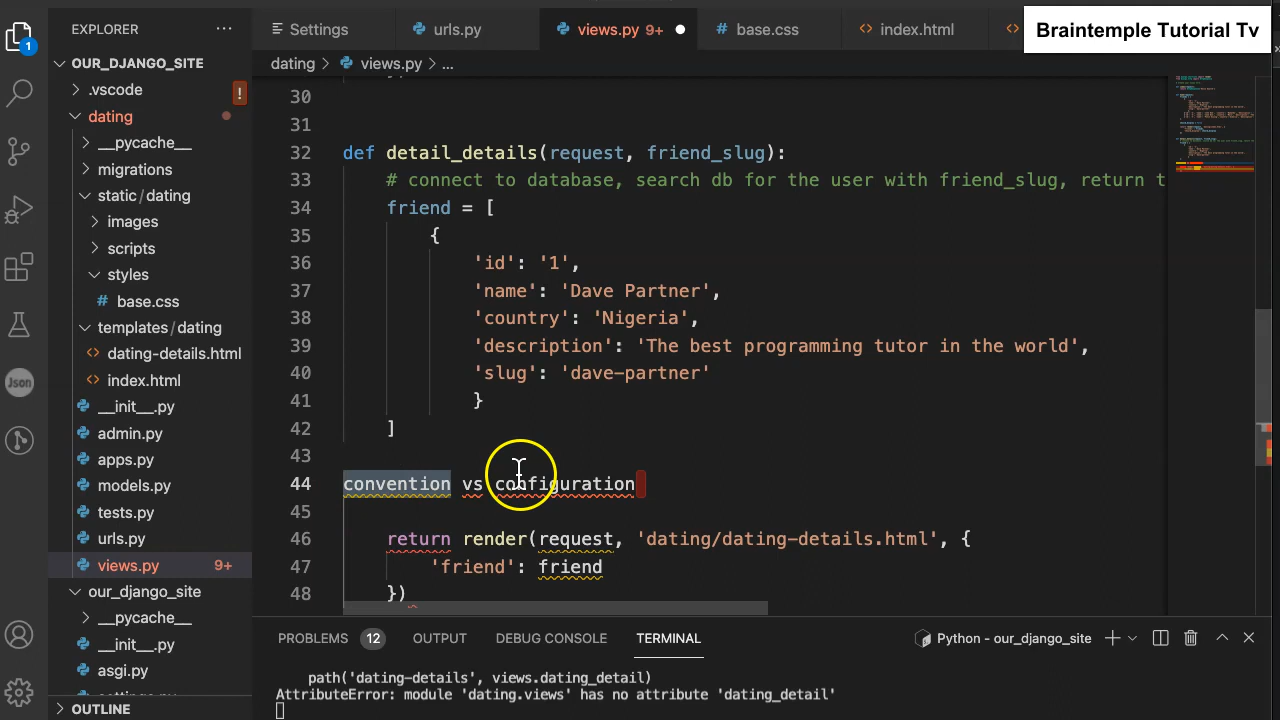 EXPLORER
Settings
urls.py
views.py 9+
base.css
index.html
Braintemple Tutorial Tv
1
OUR_DJANGO_SITE
.vscode
!
dating
__pycache__
migrations
static/dating
images
scripts
styles
base.css
templates/dating
dating-details.html
index.html
__init__.py
admin.py
apps.py
models.py
tests.py
urls.py
views.py 9+
our_django_site
__pycache__
__init__.py
asgi.py
OUTLINE
Json
dating > views.py > ...
30
31
32 def detail_details(request, friend_slug):
33 # connect to database, search db for the user with friend_slug, return t
34 friend = [
35 {
36 'id': '1',
37 'name': 'Dave Partner',
38 'country': 'Nigeria',
39 'description': 'The best programming tutor in the world',
40 'slug': 'dave-partner'
41 }
42 ]
43
44 convention vs configuration
45
46 return render(request, 'dating/dating-details.html', {
47 'friend': friend
48 })
PROBLEMS 12 OUTPUT DEBUG CONSOLE TERMINAL Python - our_django_site
path('dating-details', views.dating_detail)
AttributeError: module 'dating.views' has no attribute 'dating_detail'